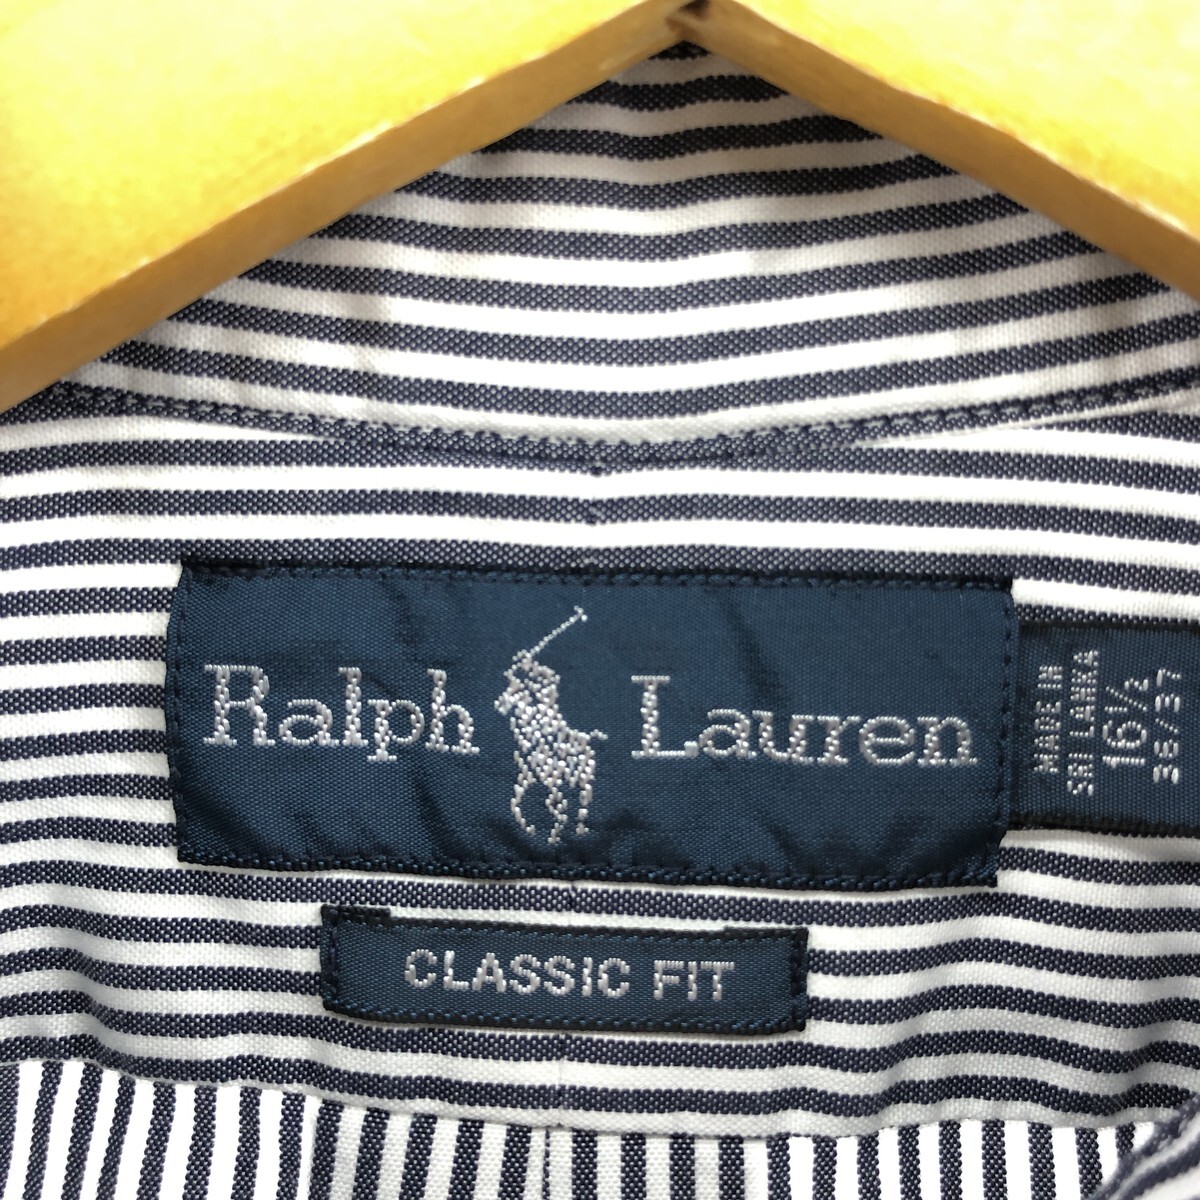 Ralph Lauren
MADE IN
SRI LANKA
16½
36/37
CLASSIC FIT